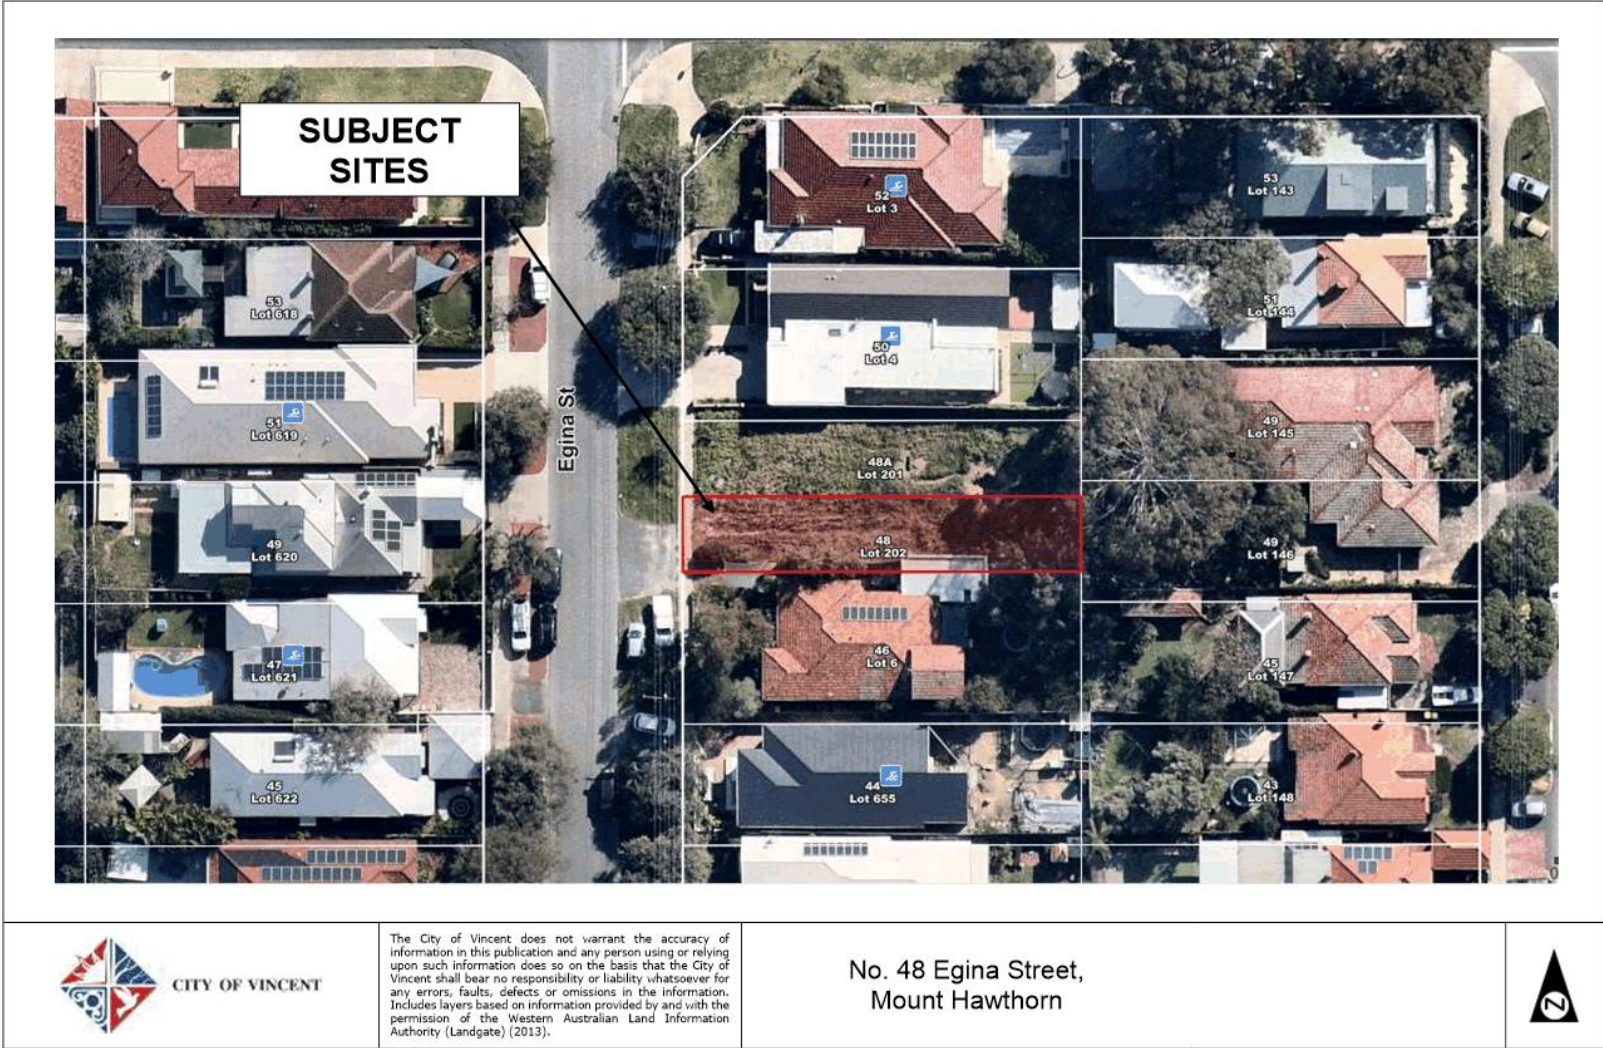 SUBJECT
SITES
52
Lot 3
53
Lot 143
53
Lot 618
51
Lot 144
50
Lot 4
51
Lot 619
Egina St
49
Lot 145
48A
Lot 201
49
Lot 620
48
Lot 202
49
Lot 146
47
Lot 621
46
Lot 6
45
Lot 147
45
Lot 622
44
Lot 655
43
Lot 148
0
CITY OF VINCENT
The City of Vincent does not warrant the accuracy of
information in this publication and any person using or relying
upon such information does so on the basis that the City of
Vincent shall bear no responsibility or liability whatsoever for
any errors, faults, defects or omissions in the information.
Includes layers based on information provided by and with the
permission of the Western Australian Land Information
Authority (Landgate) (2013).
No. 48 Egina Street,
Mount Hawthorn
N